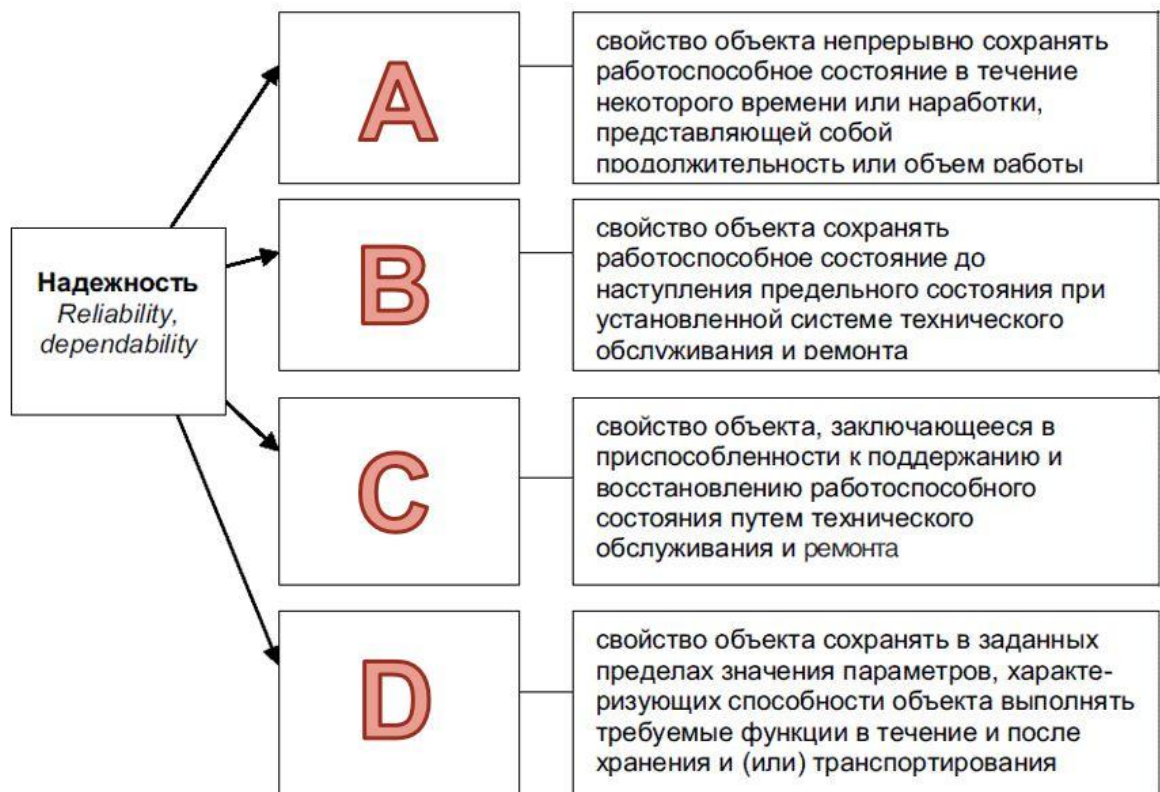 A
свойство объекта непрерывно сохранять
работоспособное состояние в течение
некоторого времени или наработки,
представляющей собой
продолжительность или объем работы
Надежность
Reliability,
dependability
B
свойство объекта сохранять
работоспособное состояние до
наступления предельного состояния при
установленной системе технического
обслуживания и ремонта
C
свойство объекта, заключающееся в
приспособленности к поддержанию и
восстановлению работоспособного
состояния путем технического
обслуживания и ремонта
D
свойство объекта сохранять в заданных
пределах значения параметров, характе-
ризующих способности объекта выполнять
требуемые функции в течение и после
хранения и (или) транспортирования